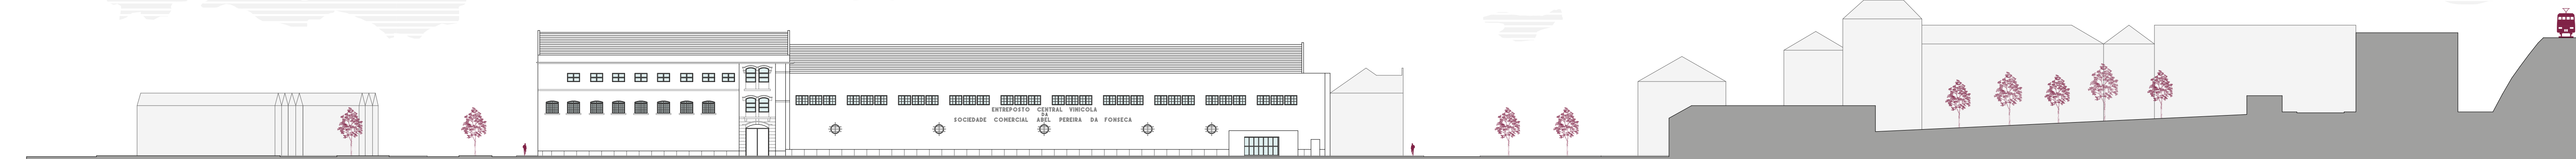 ENTREPOSTO CENTRAL VINICOLA
DA
SOCIEDADE COMERCIAL ABEL PEREIRA DA FONSECA